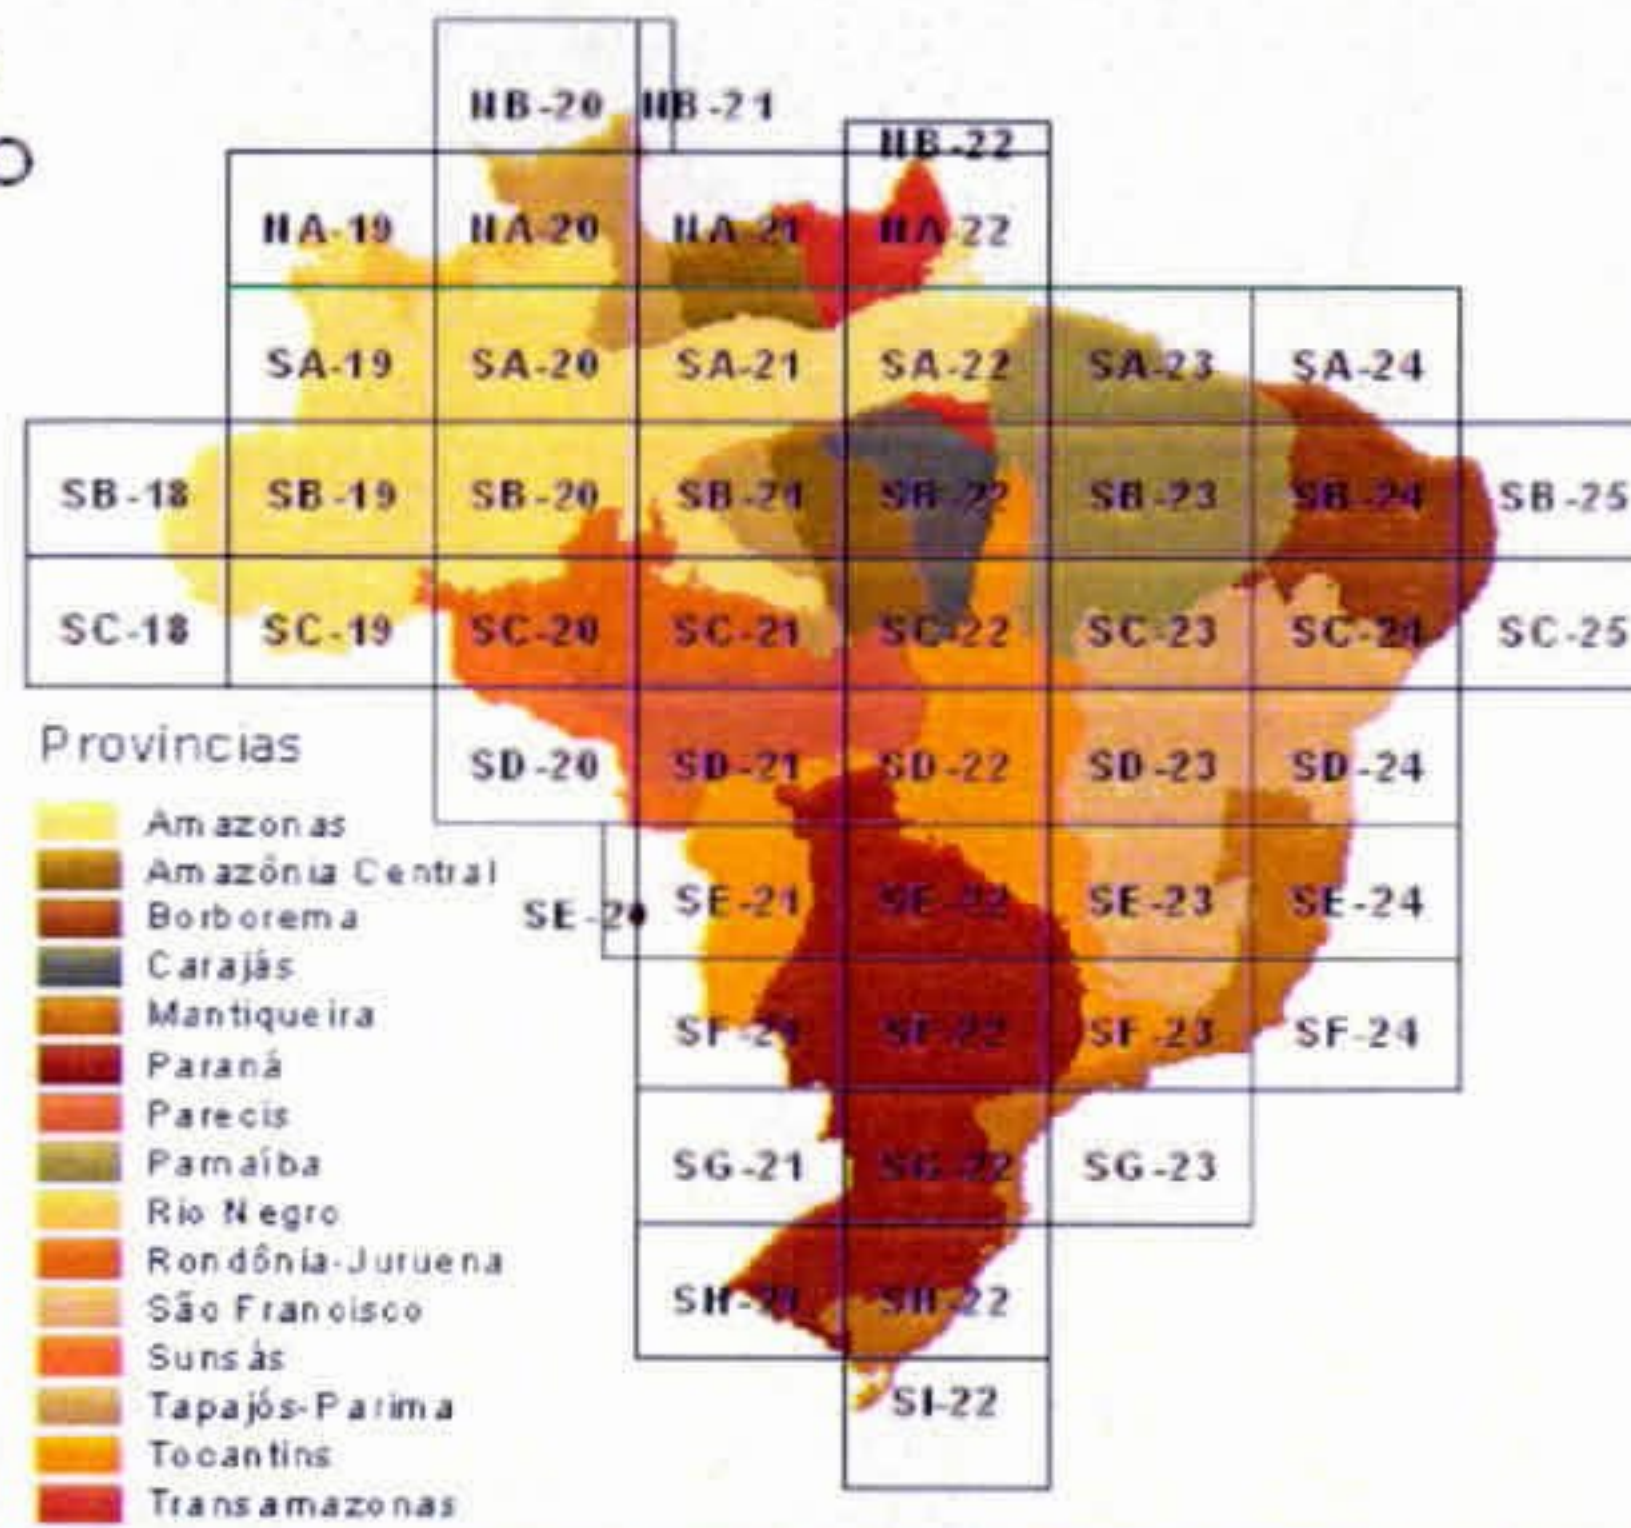 NB-20 NB-21
NB-22
NA-19 NA-20 NA-21 NA-22
SA-19 SA-20 SA-21 SA-22 SA-23 SA-24
SB-18 SB-19 SB-20 SB-21 SB-22 SB-23 SB-24 SB-25
SC-18 SC-19 SC-20 SC-21 SC-22 SC-23 SC-24 SC-25
SD-20 SD-21 SD-22 SD-23 SD-24
SE-20 SE-21 SE-22 SE-23 SE-24
SF-21 SF-22 SF-23 SF-24
SG-21 SG-22 SG-23
SH-21 SH-22
SI-22
Províncias
Amazonas
Amazônia Central
Borborema
Carajás
Mantiqueira
Paraná
Parecis
Parnaíba
Rio Negro
Rondônia-Juruena
São Francisco
Sunsás
Tapajós-Parima
Tocantins
Transamazonas